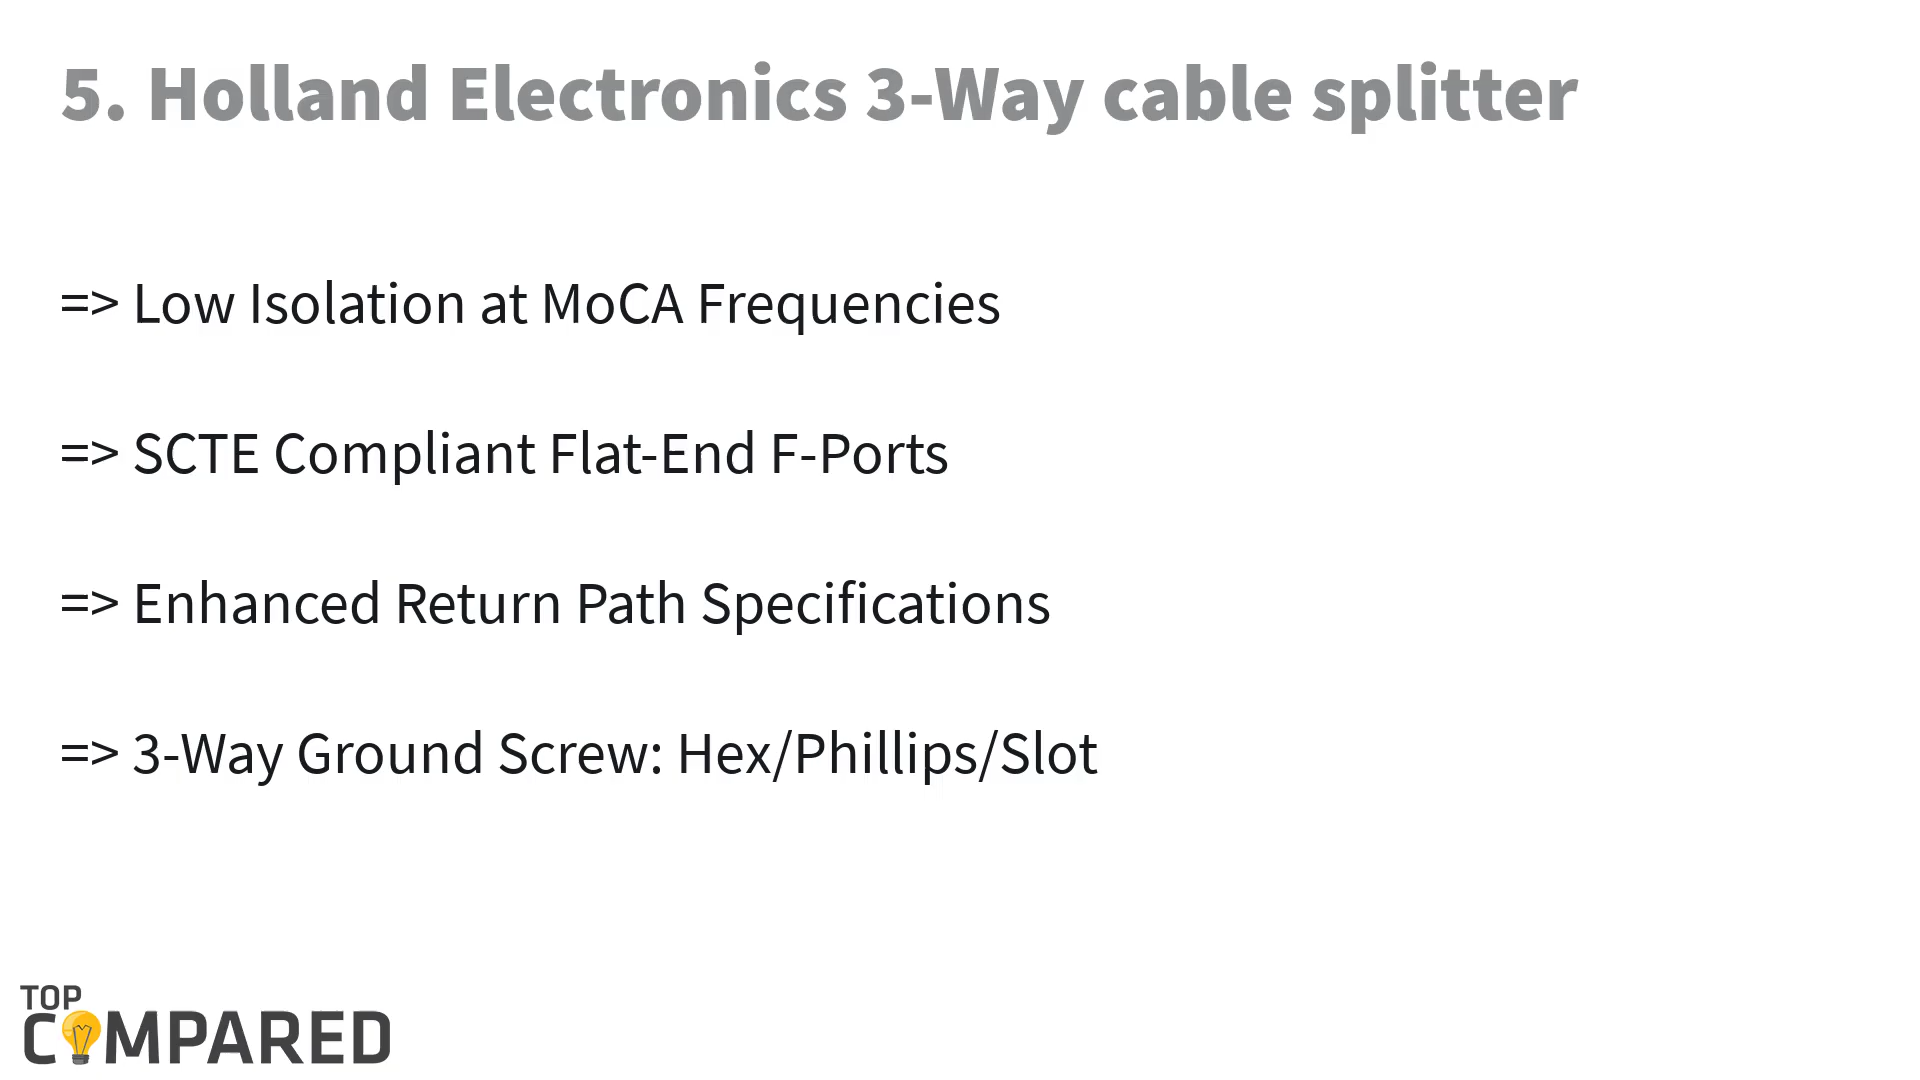 5. Holland Electronics 3-Way cable splitter
=> Low Isolation at MoCA Frequencies
=> SCTE Compliant Flat-End F-Ports
=> Enhanced Return Path Specifications
=> 3-Way Ground Screw: Hex/Phillips/Slot
TOP
COMPARED